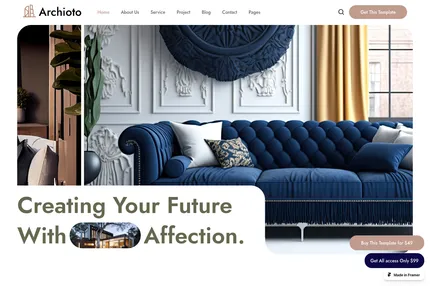 Archioto
Home About Us Service Project Blog Contact Pages
Get This Template
Creating Your Future
With Affection.
Buy This Template for $49
Get All access Only $99
Made in Framer